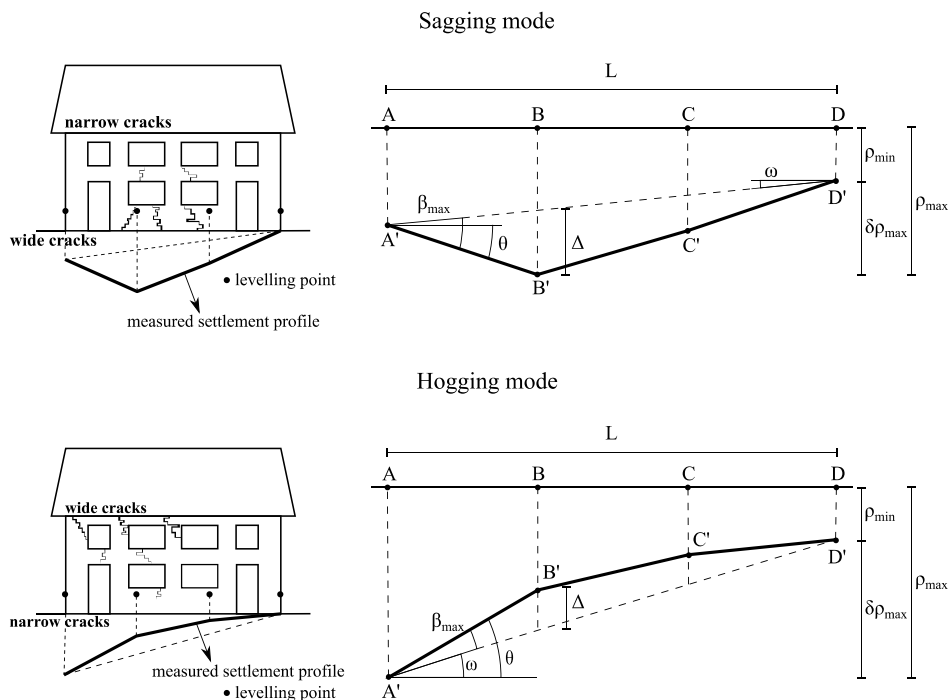 Sagging mode
L
A B C D
narrow cracks
ρmin
ω
D'
βmax
ρmax
δρmax
A' θ Δ C'
wide cracks
B'
levelling point
measured settlement profile
Hogging mode
L
A B C D
wide cracks
ρmin
C'
D'
B'
ρmax
Δ
δρmax
narrow cracks
βmax
θ
ω
measured settlement profile
levelling point
A'